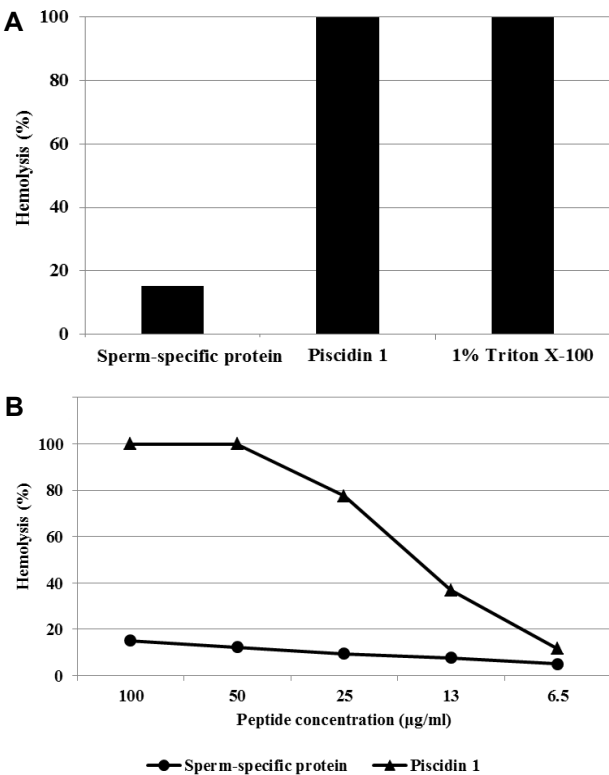 A
100
80
60
40
20
0
Hemolysis (%)
Sperm-specific protein Piscidin 1 1% Triton X-100
B
100
80
60
40
20
0
Hemolysis (%)
100 50 25 13 6.5
Peptide concentration (µg/ml)
Sperm-specific protein Piscidin 1